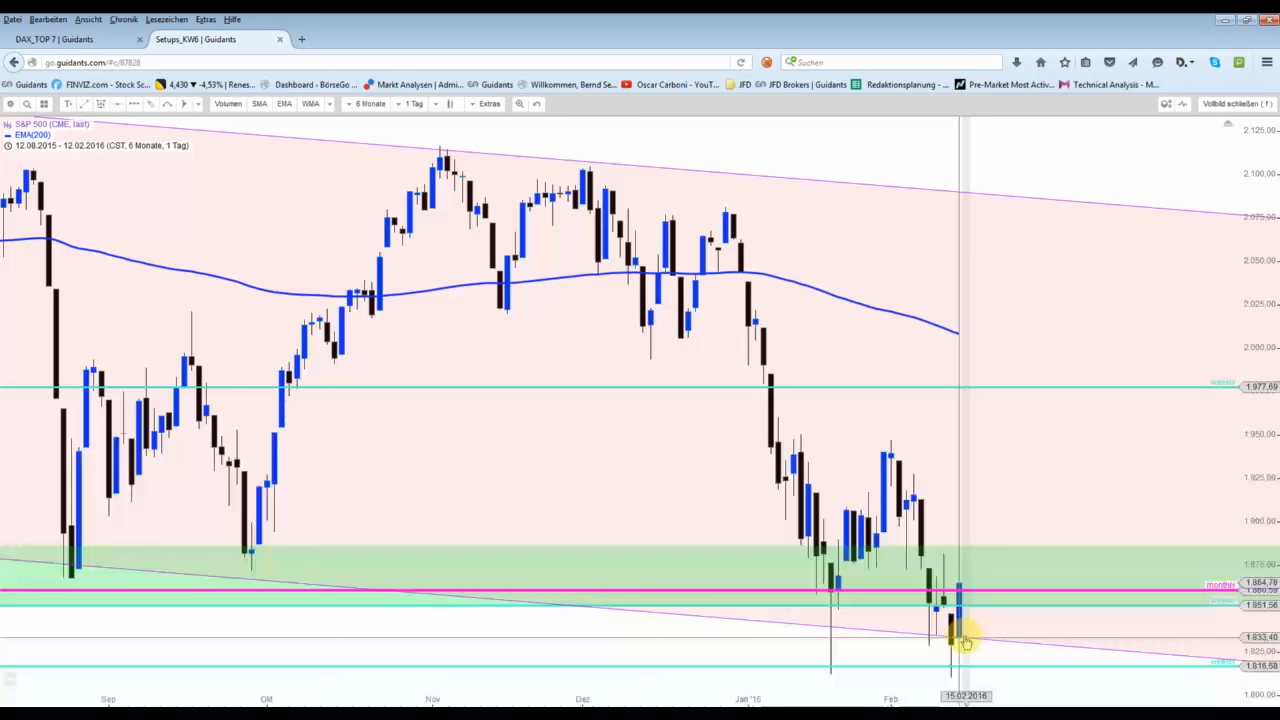 Datei Bearbeiten Ansicht Chronik Lesezeichen Extras Hilfe
DAX_TOP 7 | Guidants × Setups_KW6 | Guidants × +
go.guidants.com/#c/87828 Suchen
Guidants FINVIZ.com - Stock Sc... 4,430 ▼ -4,53% | Renes... Dashboard ‹ BörseGo... Markt Analysen | Admi... Guidants Willkommen, Bernd Se... Oscar Carboni - YouT... JFD JFD Brokers | Guidants Redaktionsplanung - ... Pre-Market Most Activ... Technical Analysis - M...
Volumen SMA EMA WMA 6 Monate 1 Tag Extras Vollbild schließen ( f )
S&P 500 (CME, last)
EMA(200)
12.08.2015 - 12.02.2016 (CST, 6 Monate, 1 Tag)
2.125,00
2.100,00
2.075,00
2.050,00
2.025,00
2.000,00
1.977,69
1.950,00
1.925,00
1.900,00
1.875,00
monthly 1.864,78
1.851,56
1.833,40
1.825,00
1.816,58
1.800,00
Sep Okt Nov Dez Jan '16 Feb 15.02.2016